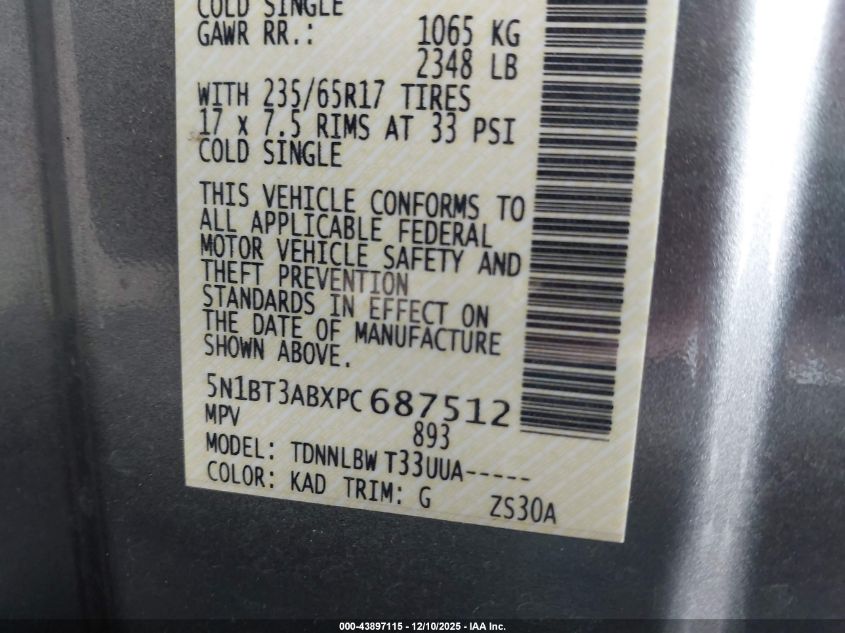 COLD SINGLE
GAWR RR.: 1065 KG
2348 LB
WITH 235/65R17 TIRES
17 x 7.5 RIMS AT 33 PSI
COLD SINGLE
THIS VEHICLE CONFORMS TO
ALL APPLICABLE FEDERAL
MOTOR VEHICLE SAFETY AND
THEFT PREVENTION
STANDARDS IN EFFECT ON
THE DATE OF MANUFACTURE
SHOWN ABOVE.
5N1BT3ABXPC 687512
MPV 893
MODEL: TDNNLBW T33UUA-----
COLOR: KAD TRIM: G ZS30A
000-43897115 - 12/10/2025 - IAA Inc.